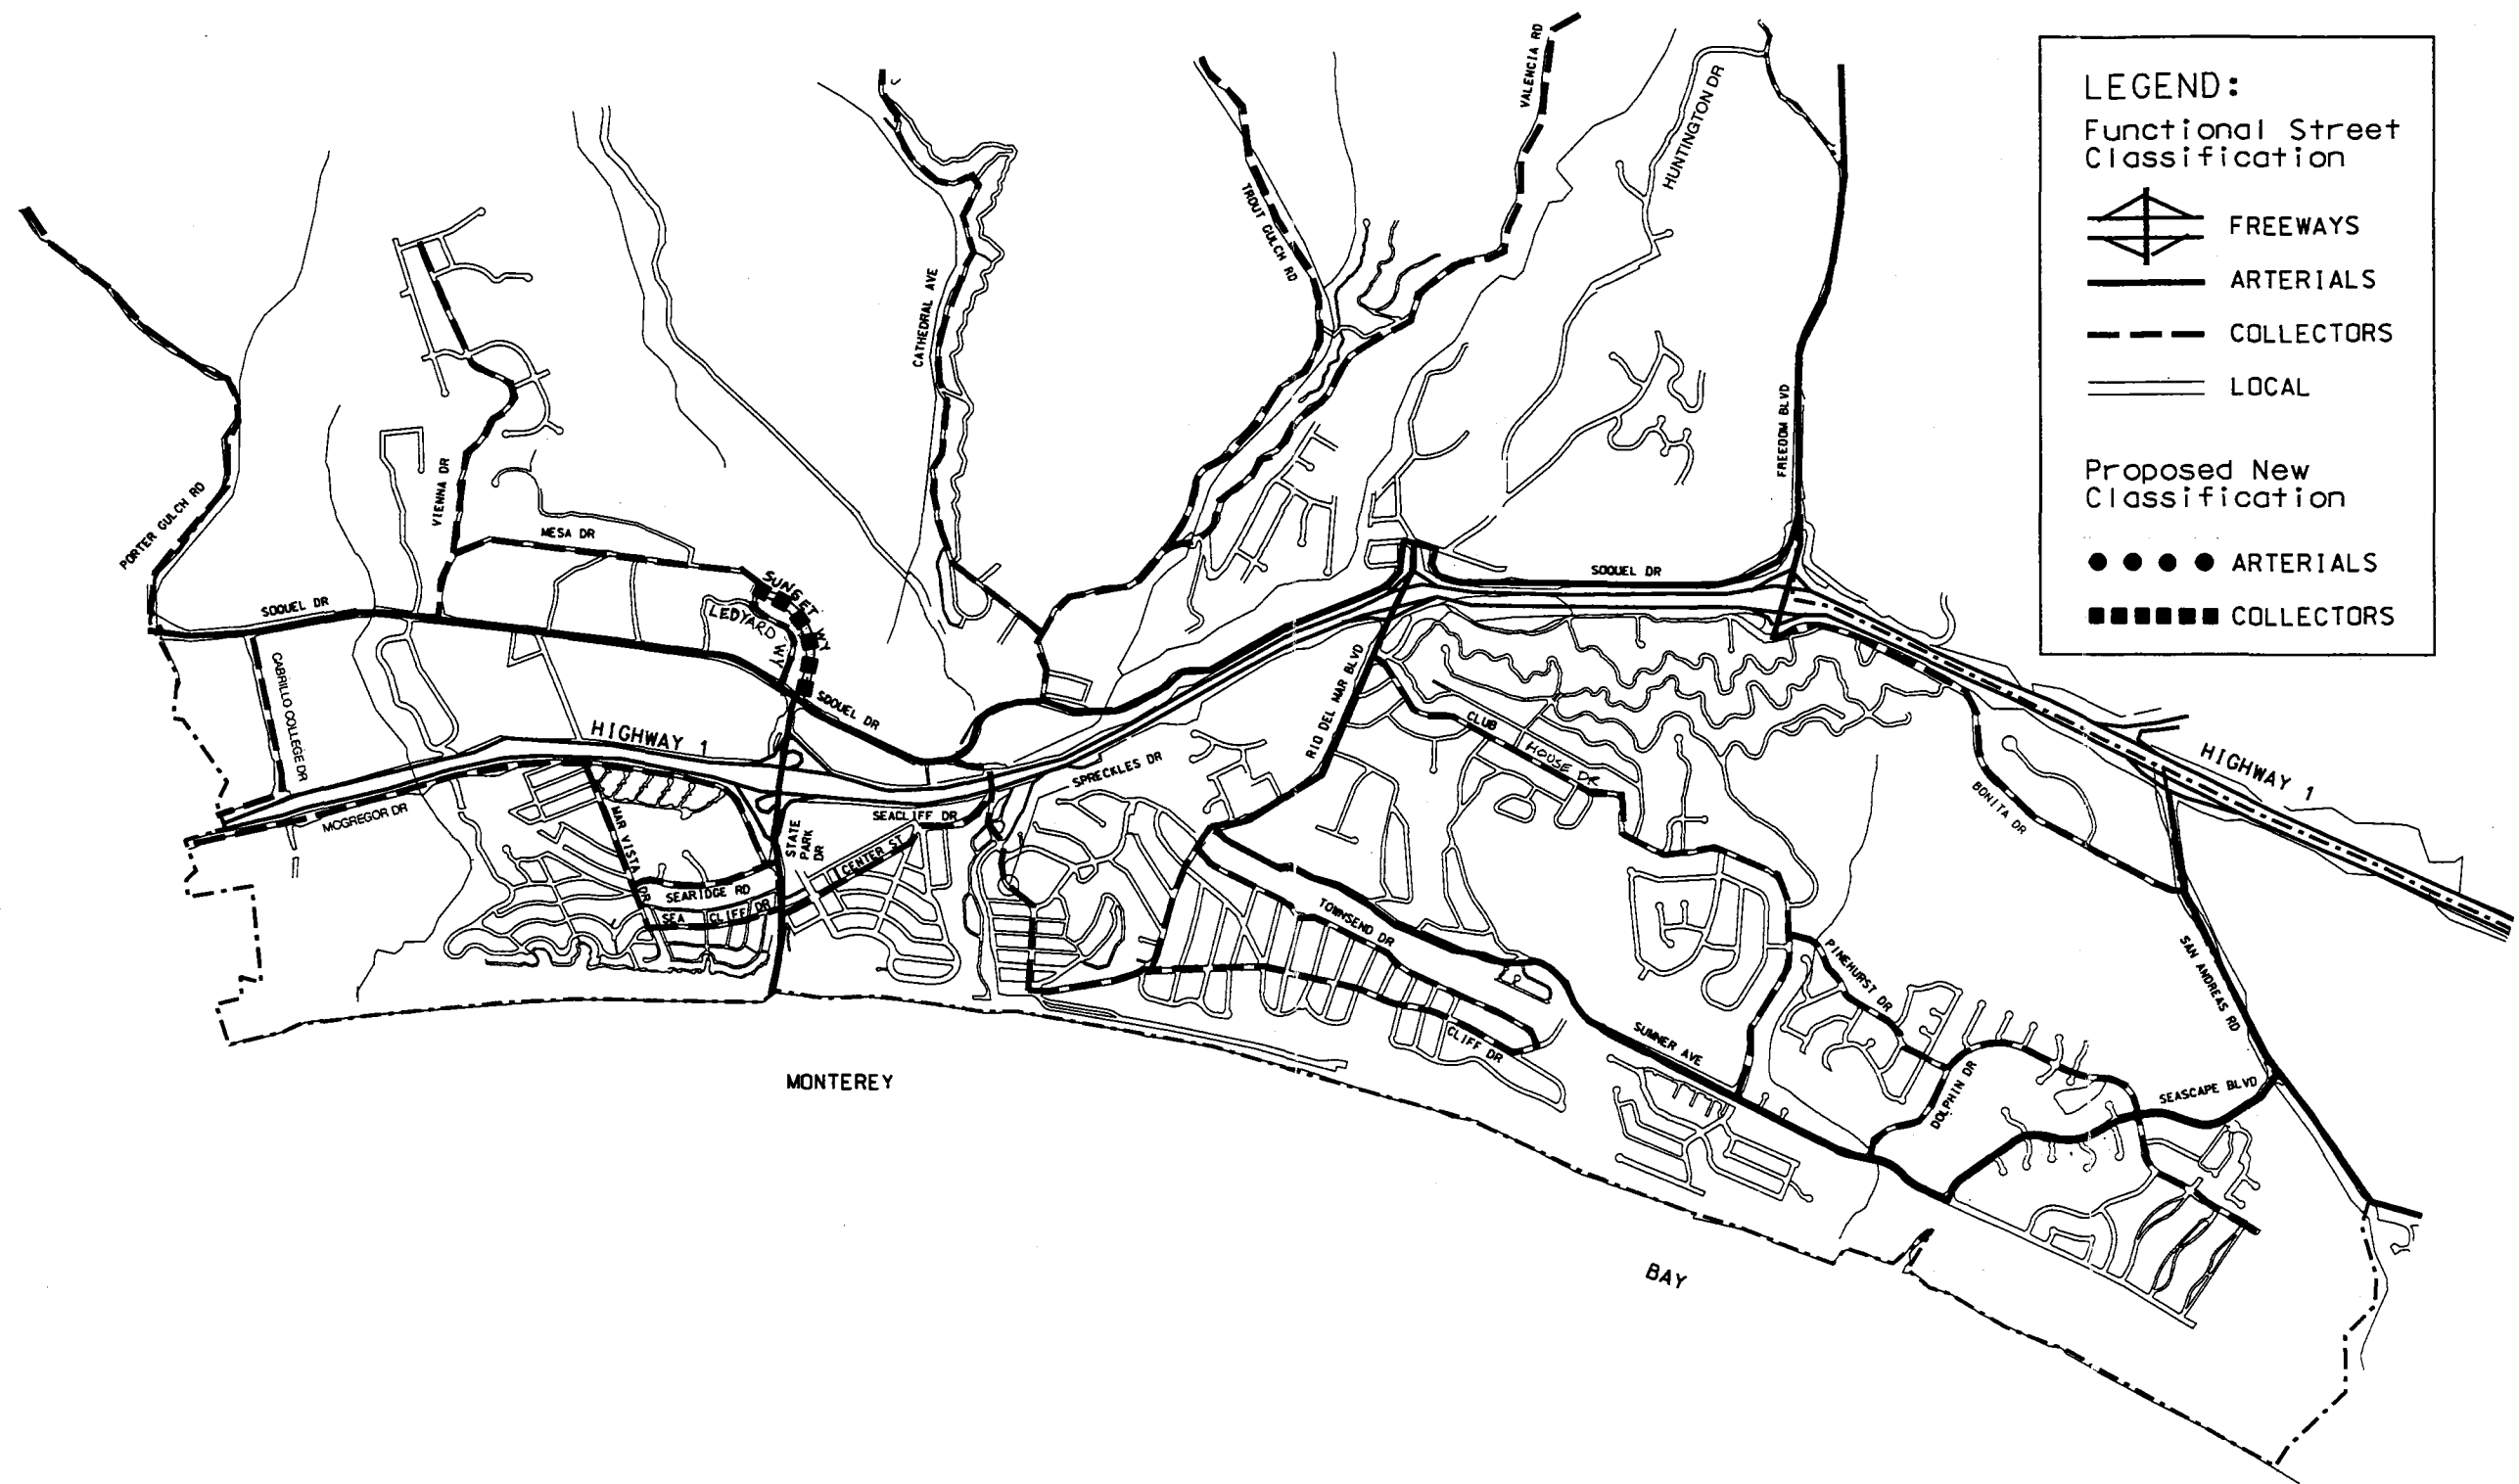 LEGEND:
Functional Street
Classification
FREEWAYS
ARTERIALS
COLLECTORS
LOCAL
Proposed New
Classification
ARTERIALS
COLLECTORS
VALENCIA RD
HUNTINGTON DR
TROUT GULCH RD
CATHEDRAL AVE
FREEDOM BLVD
PORTER GULCH RD
VIENNA DR
MESA DR
SUNSET WY
LEDYARD WY
SOQUEL DR
SOQUEL DR
SOQUEL DR
CABRILLO COLLEGE DR
HIGHWAY 1
MCGREGOR DR
MAR VISTA DR
STATE
PARK
DR
SEACLIFF DR
CENTER ST
SEARIDGE RD
SEA CLIFF DR
SPRECKLES DR
RIO DEL MAR BLVD
CLUB HOUSE DR
HIGHWAY 1
BONITA DR
TOWNSEND DR
CLIFF DR
SUMNER AVE
PINEHURST DR
DOLPHIN DR
SAN ANDREAS RD
SEASCAPE BLVD
MONTEREY
BAY